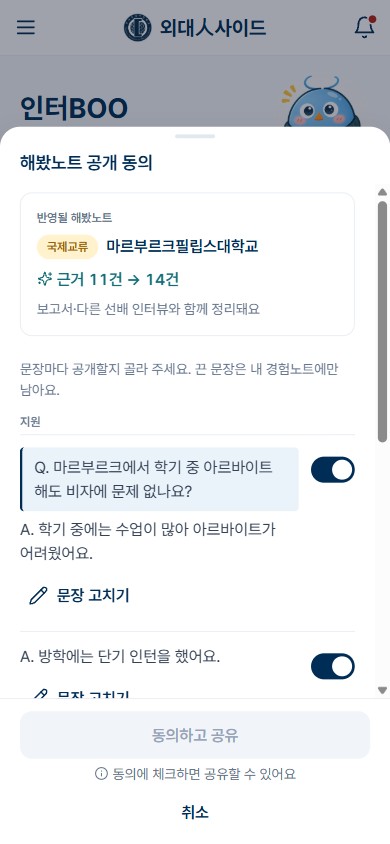 외대人사이드
인터BOO
해봤노트 공개 동의
반영될 해봤노트
국제교류 마르부르크필립스대학교
근거 11건 → 14건
보고서·다른 선배 인터뷰와 함께 정리돼요
문장마다 공개할지 골라 주세요. 끈 문장은 내 경험노트에만
남아요.
지원
Q. 마르부르크에서 학기 중 아르바이트
해도 비자에 문제 없나요?
A. 학기 중에는 수업이 많아 아르바이트가
어려웠어요.
문장 고치기
A. 방학에는 단기 인턴을 했어요.
문장 고치기
동의하고 공유
동의에 체크하면 공유할 수 있어요
취소